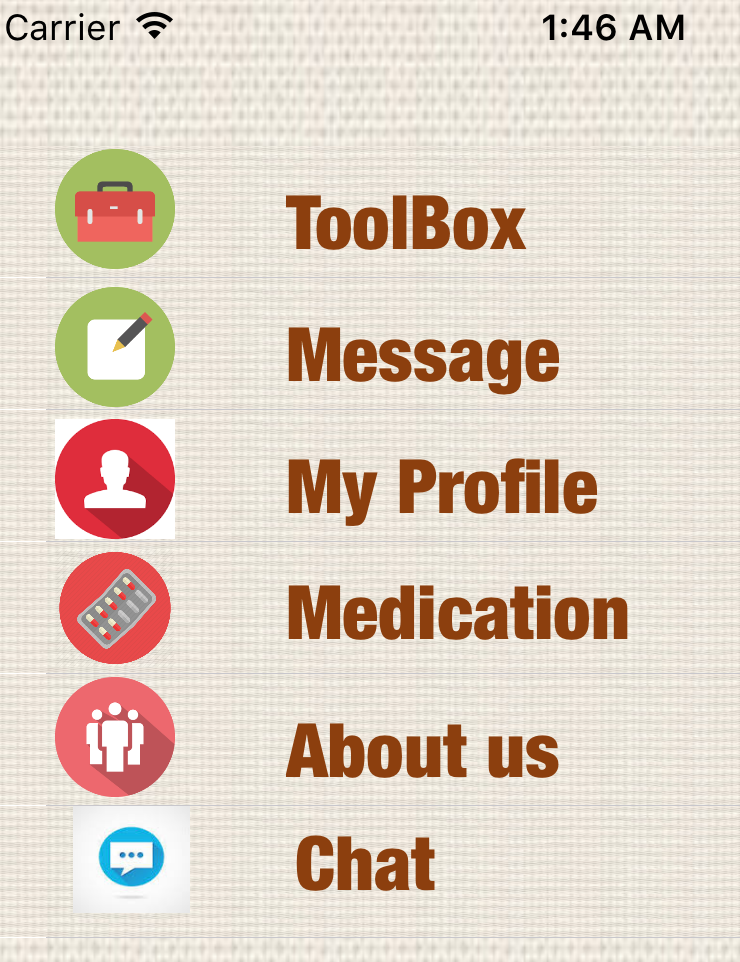 Carrier 1:46 AM
ToolBox
Message
My Profile
Medication
About us
Chat